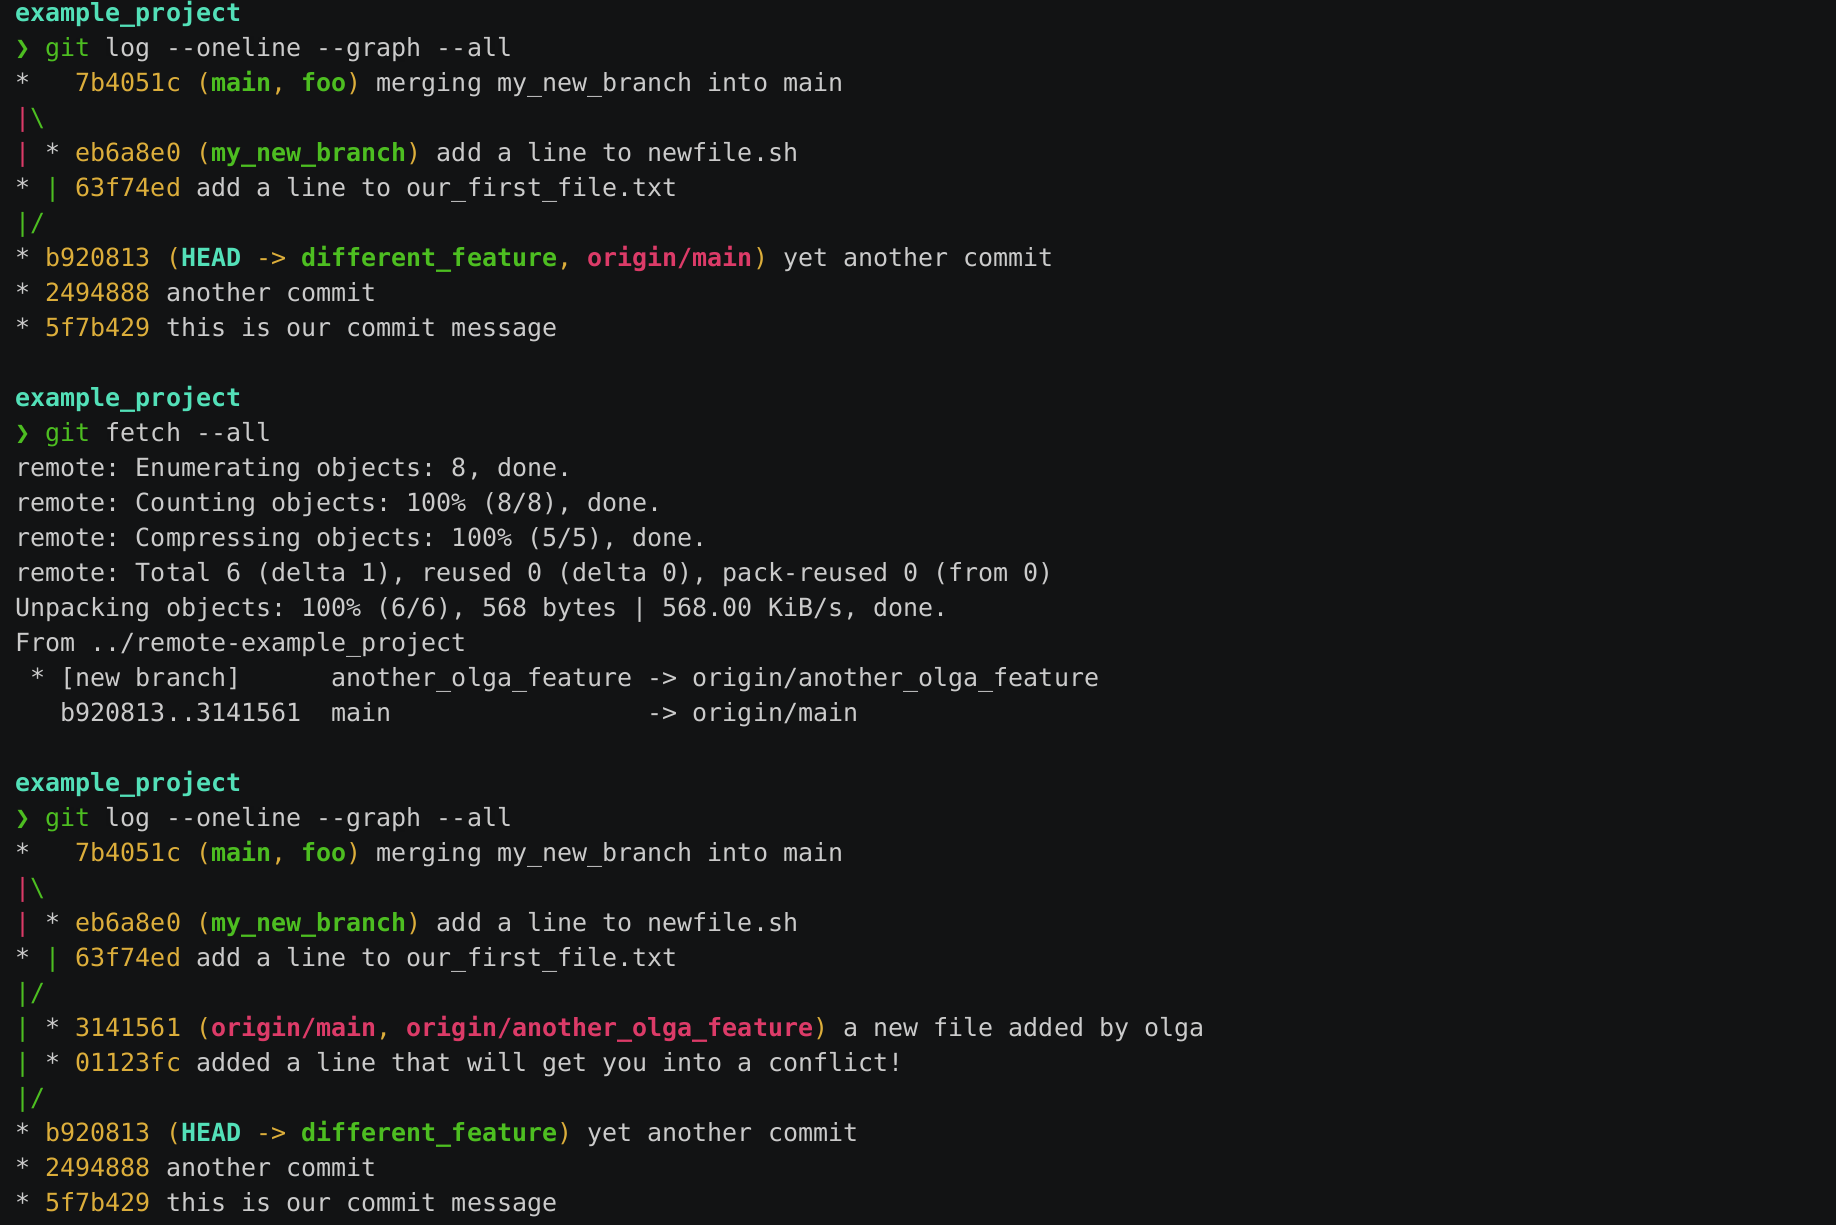 example_project
❯ git log --oneline --graph --all
*   7b4051c (main, foo) merging my_new_branch into main
|\
| * eb6a8e0 (my_new_branch) add a line to newfile.sh
* | 63f74ed add a line to our_first_file.txt
|/
* b920813 (HEAD -> different_feature, origin/main) yet another commit
* 2494888 another commit
* 5f7b429 this is our commit message
example_project
❯ git fetch --all
remote: Enumerating objects: 8, done.
remote: Counting objects: 100% (8/8), done.
remote: Compressing objects: 100% (5/5), done.
remote: Total 6 (delta 1), reused 0 (delta 0), pack-reused 0 (from 0)
Unpacking objects: 100% (6/6), 568 bytes | 568.00 KiB/s, done.
From ../remote-example_project
 * [new branch]      another_olga_feature -> origin/another_olga_feature
   b920813..3141561  main                 -> origin/main
example_project
❯ git log --oneline --graph --all
*   7b4051c (main, foo) merging my_new_branch into main
|\
| * eb6a8e0 (my_new_branch) add a line to newfile.sh
* | 63f74ed add a line to our_first_file.txt
|/
| * 3141561 (origin/main, origin/another_olga_feature) a new file added by olga
| * 01123fc added a line that will get you into a conflict!
|/
* b920813 (HEAD -> different_feature) yet another commit
* 2494888 another commit
* 5f7b429 this is our commit message